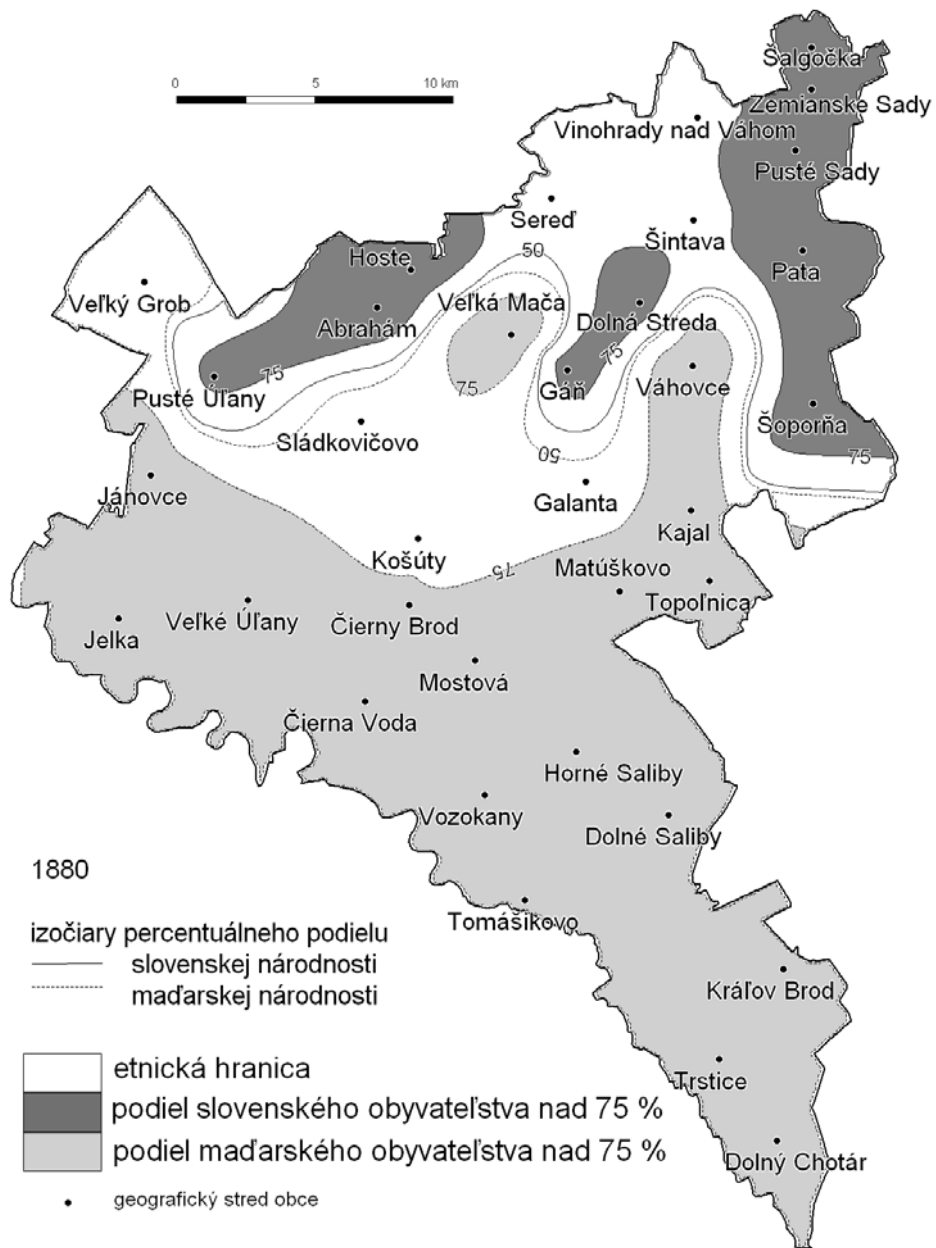 Šalgočka
0 5 10 km
Zemianske Sady
Vinohrady nad Váhom
Pusté Sady
Sereď
Šintava
Hoste
50
Pata
Veľký Grob
Veľká Mača
Abrahám
Dolná Streda
75
75
75
Gáň
Váhovce
Pusté Úľany
Šoporňa
Sládkovičovo
50
75
Jánovce
Galanta
Kajal
Košúty
75
Matúškovo
Topoľnica
Jelka
Veľké Úľany
Čierny Brod
Mostová
Čierna Voda
Horné Saliby
Vozokany
Dolné Saliby
1880
Tomášikovo
izočiary percentuálneho podielu
slovenskej národnosti
maďarskej národnosti
Kráľov Brod
etnická hranica
Trstice
podiel slovenského obyvateľstva nad 75 %
podiel maďarského obyvateľstva nad 75 %
Dolný Chotár
geografický stred obce